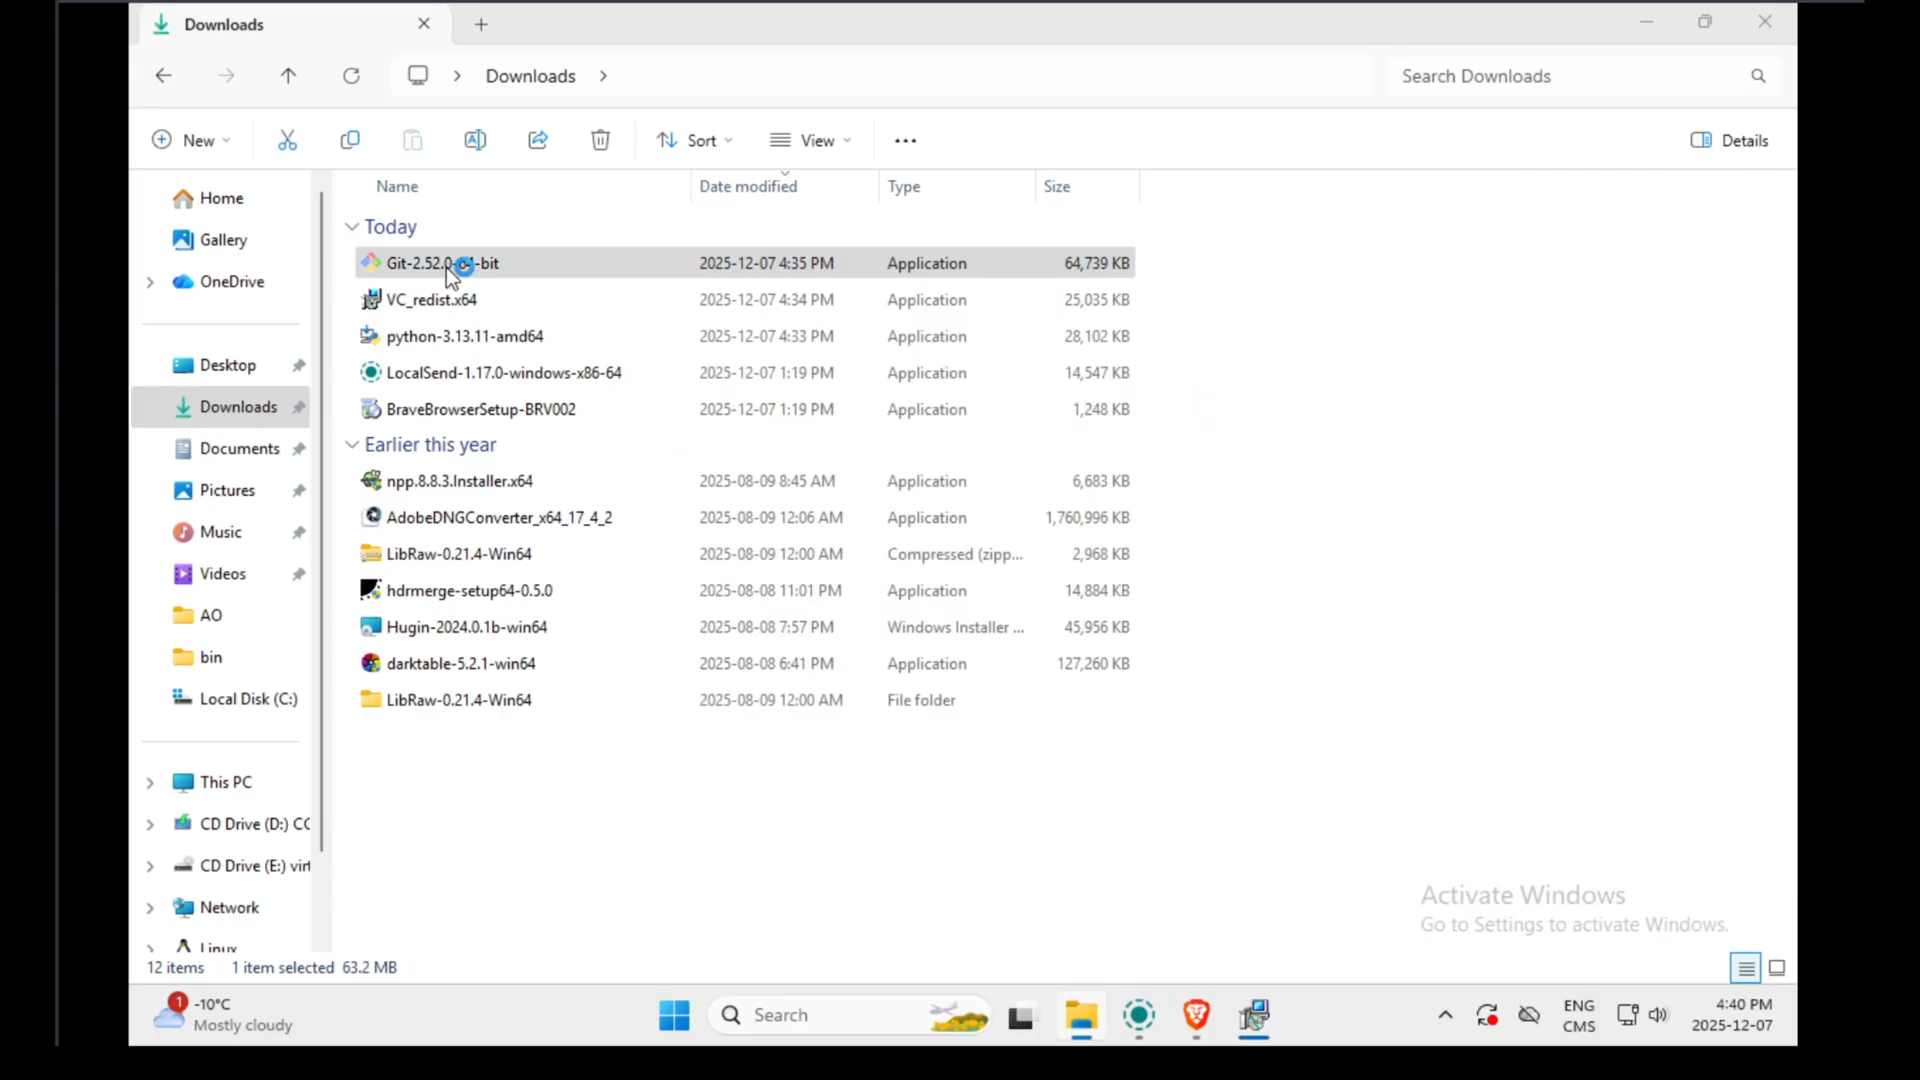 Downloads
Downloads
Search Downloads
New
Sort
View
Details
Name Date modified Type Size
Today
Git-2.52.0-64-bit 2025-12-07 4:35 PM Application 64,739 KB
VC_redist.x64 2025-12-07 4:34 PM Application 25,035 KB
python-3.13.11-amd64 2025-12-07 4:33 PM Application 28,102 KB
LocalSend-1.17.0-windows-x86-64 2025-12-07 1:19 PM Application 14,547 KB
BraveBrowserSetup-BRV002 2025-12-07 1:19 PM Application 1,248 KB
Earlier this year
npp.8.8.3.Installer.x64 2025-08-09 8:45 AM Application 6,683 KB
AdobeDNGConverter_x64_17_4_2 2025-08-09 12:06 AM Application 1,760,996 KB
LibRaw-0.21.4-Win64 2025-08-09 12:00 AM Compressed (zipp... 2,968 KB
hdrmerge-setup64-0.5.0 2025-08-08 11:01 PM Application 14,884 KB
Hugin-2024.0.1b-win64 2025-08-08 7:57 PM Windows Installer ... 45,956 KB
darktable-5.2.1-win64 2025-08-08 6:41 PM Application 127,260 KB
LibRaw-0.21.4-Win64 2025-08-09 12:00 AM File folder
Home
Gallery
OneDrive
Desktop
Downloads
Documents
Pictures
Music
Videos
AO
bin
Local Disk (C:)
This PC
CD Drive (D:) CC
CD Drive (E:) virt
Network
Linux
Activate Windows
Go to Settings to activate Windows.
12 items 1 item selected 63.2 MB
1
-10°C
Mostly cloudy
Search
ENG
CMS
4:40 PM
2025-12-07